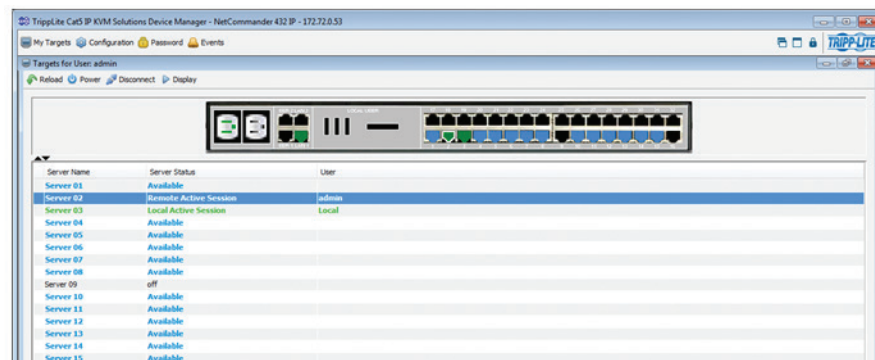 TrippLite Cat5 IP KVM Solutions Device Manager - NetCommander 432 IP - 172.72.0.53
My Targets Configuration Password Events
TRIPP-LITE
Targets for User: admin
Reload Power Disconnect Display
LOCAL USER
Server Name Server Status User
Server 01 Available
Server 02 Remote Active Session admin
Server 03 Local Active Session Local
Server 04 Available
Server 05 Available
Server 06 Available
Server 07 Available
Server 08 Available
Server 09 off
Server 10 Available
Server 11 Available
Server 12 Available
Server 13 Available
Server 14 Available
Server 15 Available